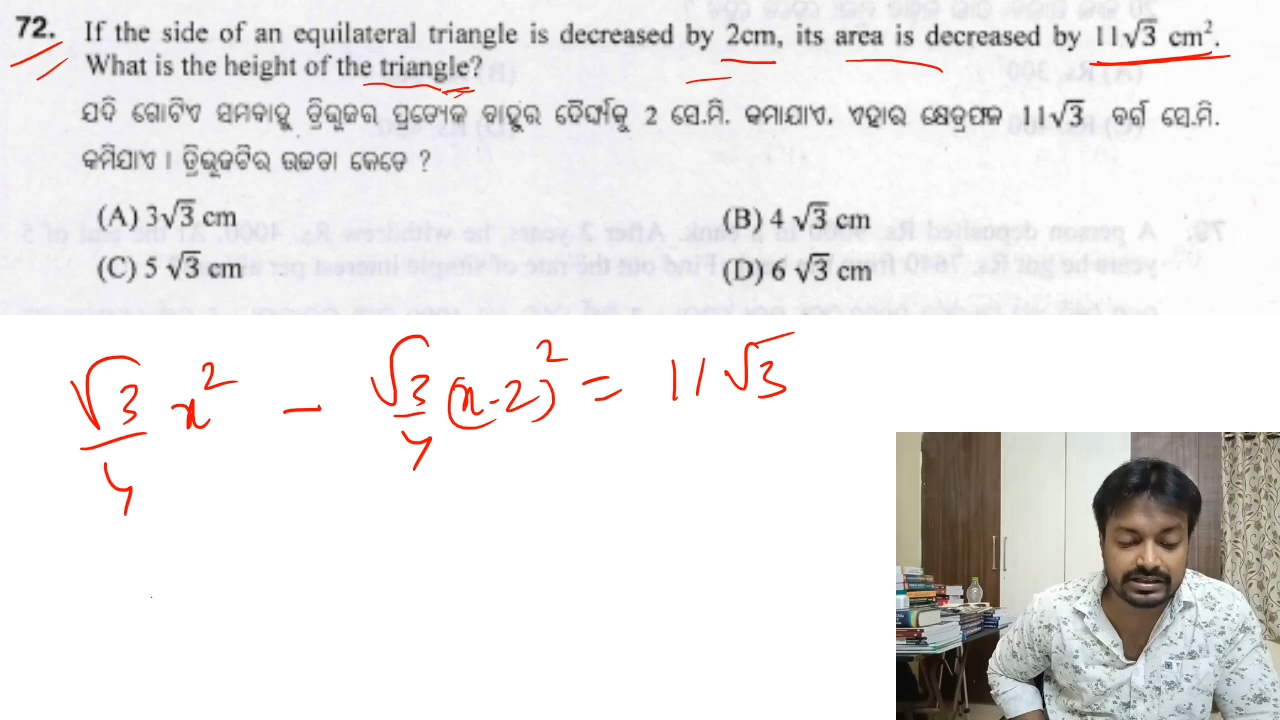 72. If the side of an equilateral triangle is decreased by 2cm, its area is decreased by 11√3 cm².
What is the height of the triangle?
ଯଦି ଗୋଟିଏ ସମବାହୁ ତ୍ରିଭୁଜର ପ୍ରତ୍ୟେକ ବାହୁର ଦୈର୍ଘ୍ୟକୁ 2 ସେ.ମି. କମାଯାଏ, ଏହାର କ୍ଷେତ୍ରଫଳ 11√3 ବର୍ଗ ସେ.ମି.
କମିଯାଏ । ତ୍ରିଭୁଜଟିର ଉଚ୍ଚତା କେତେ ?
(A) 3√3 cm (B) 4 √3 cm
(C) 5 √3 cm (D) 6 √3 cm
√3/4 x² - √3/4 (x-2)² = 11√3